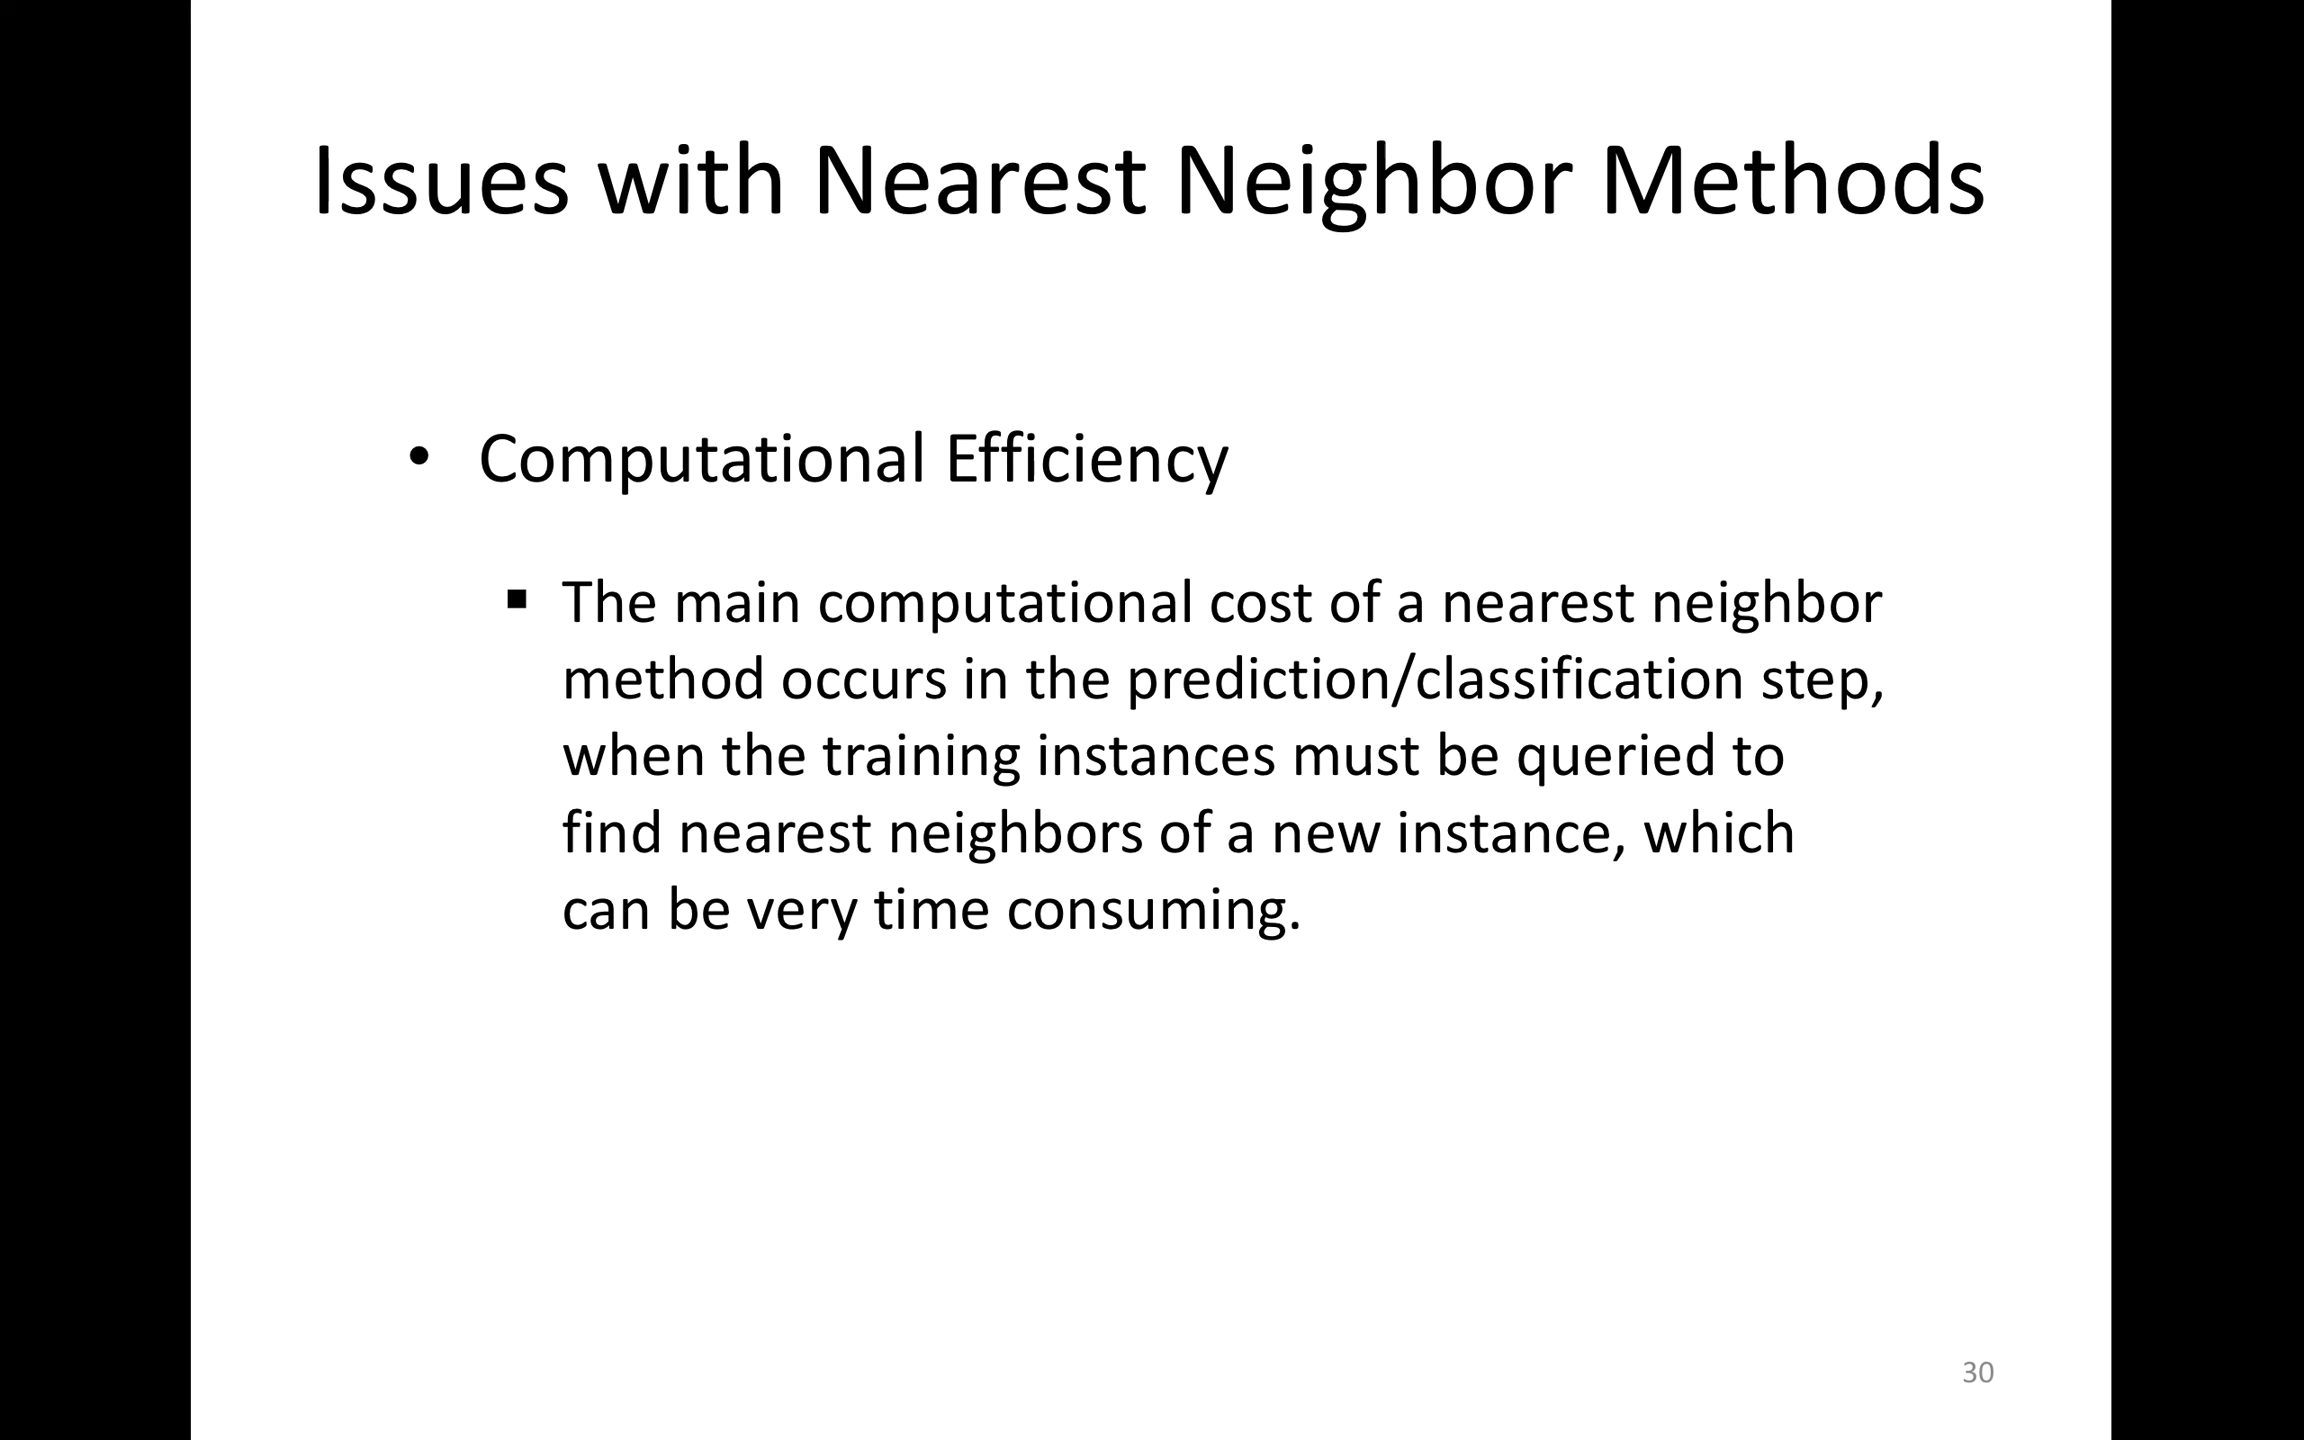 Issues with Nearest Neighbor Methods
• Computational Efficiency
▪ The main computational cost of a nearest neighbor
method occurs in the prediction/classification step,
when the training instances must be queried to
find nearest neighbors of a new instance, which
can be very time consuming.
30